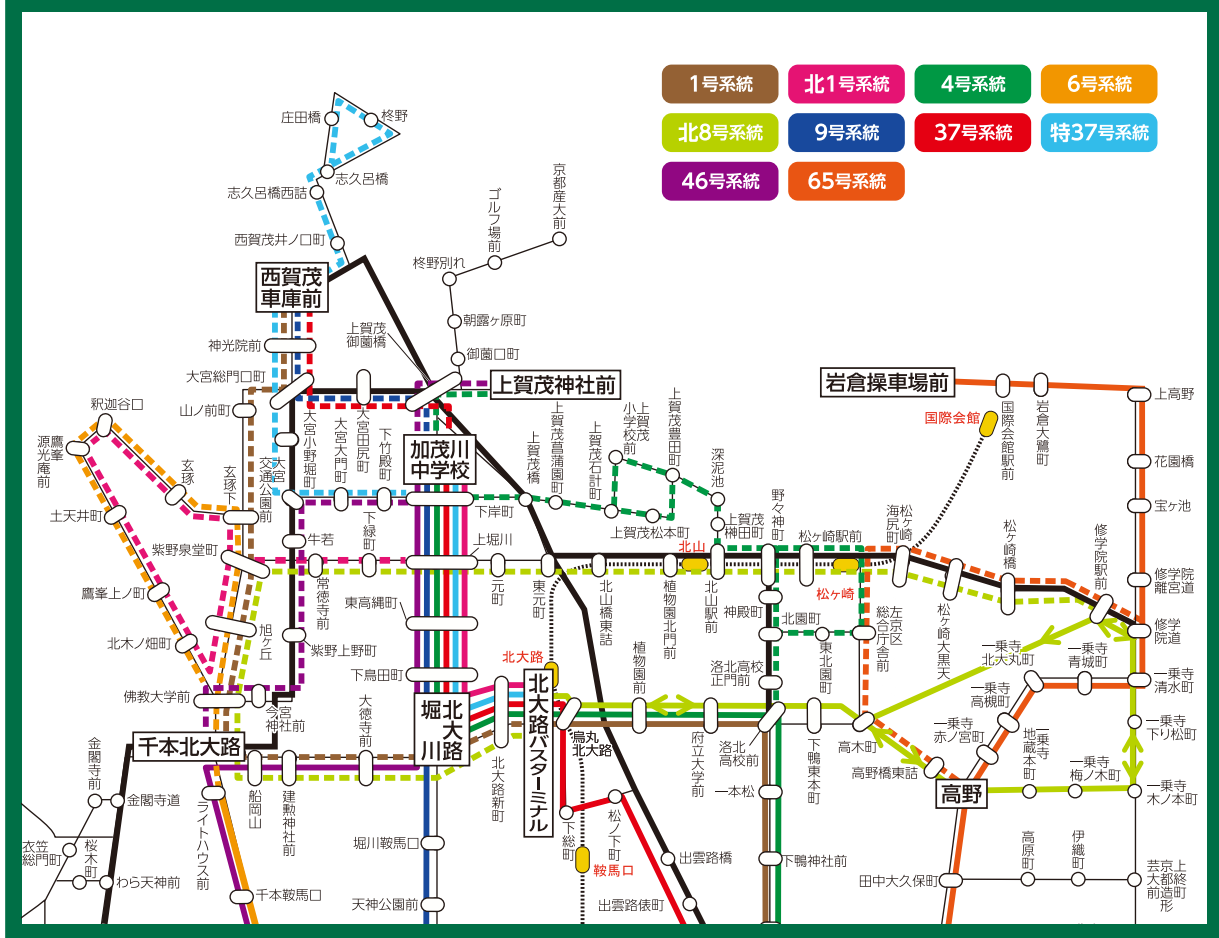 1号系統
北1号系統
4号系統
6号系統
北8号系統
9号系統
37号系統
特37号系統
46号系統
65号系統
庄田橋
柊野
志久呂橋
志久呂橋西詰
西賀茂井ノ口町
京都産大前
ゴルフ場前
柊野別れ
朝露ヶ原町
御薗口町
西賀茂
車庫前
上賀茂
御薗橋
神光院前
大宮総門口町
山ノ前町
上賀茂神社前
岩倉操車場前
国際会館
国際会館駅前
岩倉大鷺町
上高野
花園橋
宝ヶ池
修学院
離宮道
修学
院道
一乗寺
清水町
一乗寺
下り松町
一乗寺
木ノ本町
釈迦谷口
鷹峯
源光庵前
玄琢
玄琢下
大宮
交通公園前
大宮小野堀町
大宮大門町
大宮田尻町
下竹殿町
加茂川
中学校
上賀茂橋
上賀茂菖蒲園町
上賀茂石計町
上賀茂
小学校前
上賀茂豊田町
深泥池
上賀茂松本町
上賀茂
榊田町
野々神町
松ヶ崎駅前
松ヶ崎
海尻町
松ヶ崎橋
修学院駅前
土天井町
紫野泉堂町
鷹峯上ノ町
北木ノ畑町
佛教大学前
牛若
下緑町
下岸町
上堀川
常徳寺前
東高縄町
元町
東元町
北山橋東詰
植物園北門前
北山
北山駅前
松ヶ崎
神殿町
北園町
東北園町
左京区
総合庁舎前
松ヶ崎大黒天
旭ヶ丘
紫野上野町
下鳥田町
北大路
植物園前
洛北高校
正門前
一乗寺
北大丸町
一乗寺
青城町
一乗寺
高槻町
一乗寺
赤ノ宮町
一乗寺
地蔵本町
一乗寺
梅ノ木町
今宮
神社前
大徳寺前
千本北大路
北大路
堀川
北大路バスターミナル
烏丸
北大路
府立大学前
洛北
高校前
下鴨東本町
高木町
高野橋東詰
高野
金閣寺前
金閣寺道
ライトハウス前
船岡山
建勲神社前
北大路新町
下総町
松ノ下町
一本松
衣笠
総門町
桜木町
わら天神前
千本鞍馬口
堀川鞍馬口
天神公園前
鞍馬口
出雲路橋
出雲路俵町
下鴨神社前
田中大久保町
高原町
伊織町
上終町
京都造形
芸大前